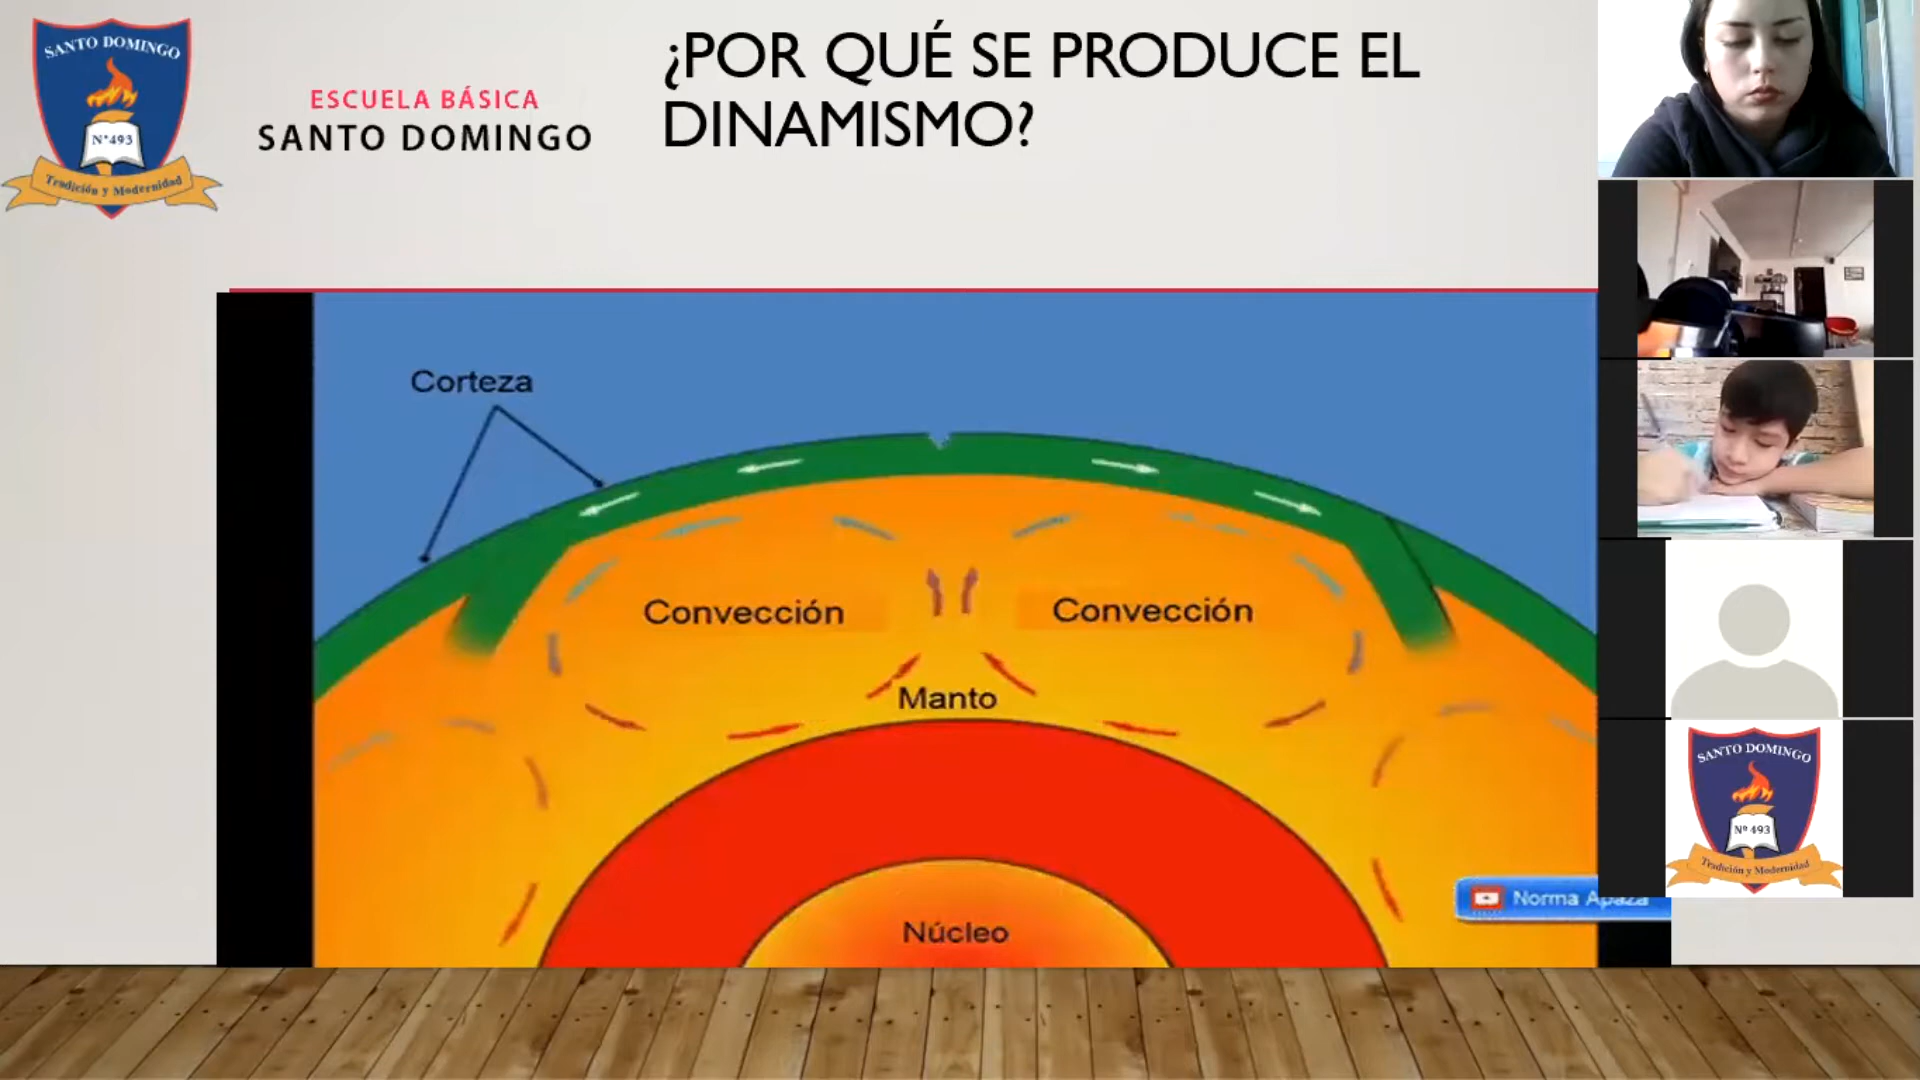 SANTO DOMINGO
N°493
Tradición y Modernidad
ESCUELA BÁSICA
SANTO DOMINGO
¿POR QUÉ SE PRODUCE EL
DINAMISMO?
Corteza
Convección
Convección
Manto
Núcleo
Norma Apaza
SANTO DOMINGO
Nº 493
Tradición y Modernidad